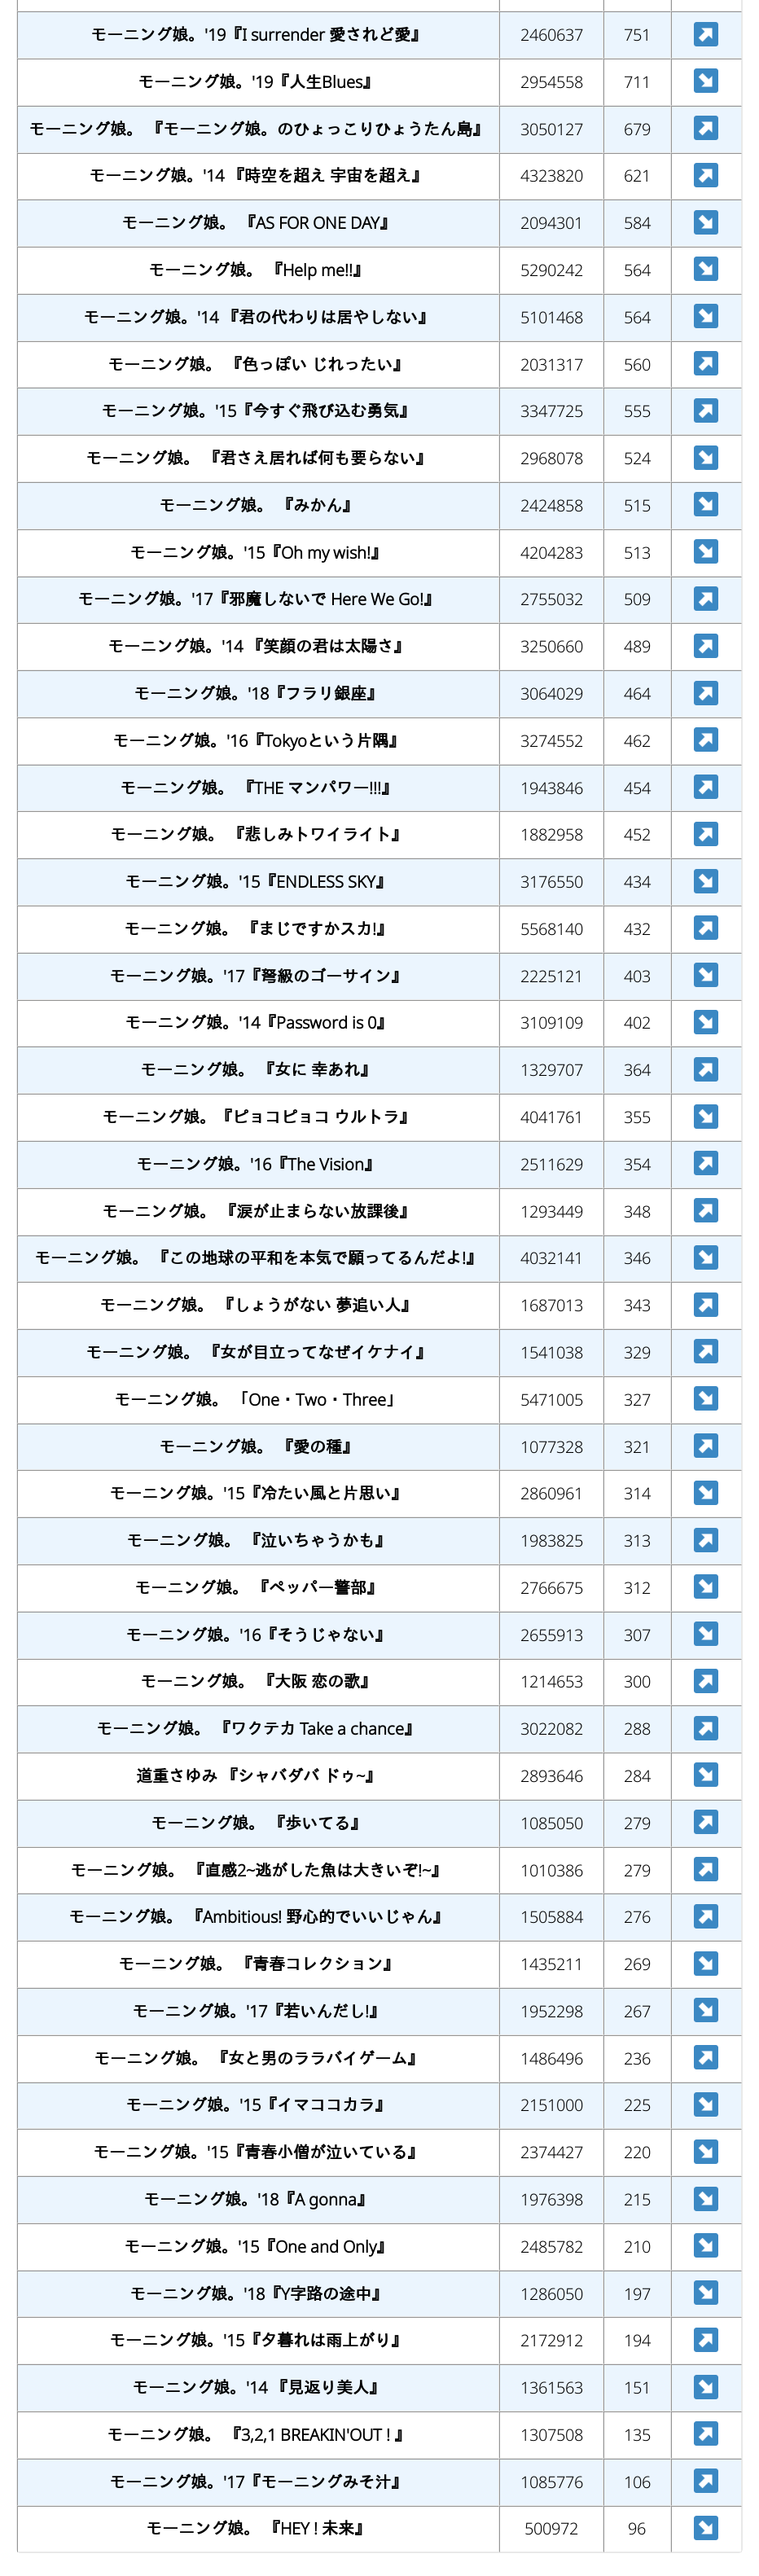 モーニング娘。'19『I surrender 愛されど愛』 2460637 751 ↗
モーニング娘。'19『人生Blues』 2954558 711 ↘
モーニング娘。 『モーニング娘。のひょっこりひょうたん島』 3050127 679 ↗
モーニング娘。'14 『時空を超え 宇宙を超え』 4323820 621 ↗
モーニング娘。 『AS FOR ONE DAY』 2094301 584 ↘
モーニング娘。 『Help me!!』 5290242 564 ↘
モーニング娘。'14 『君の代わりは居やしない』 5101468 564 ↘
モーニング娘。 『色っぽい じれったい』 2031317 560 ↗
モーニング娘。'15『今すぐ飛び込む勇気』 3347725 555 ↗
モーニング娘。 『君さえ居れば何も要らない』 2968078 524 ↘
モーニング娘。 『みかん』 2424858 515 ↘
モーニング娘。'15『Oh my wish!』 4204283 513 ↘
モーニング娘。'17『邪魔しないで Here We Go!』 2755032 509 ↗
モーニング娘。'14 『笑顔の君は太陽さ』 3250660 489 ↗
モーニング娘。'18『フラリ銀座』 3064029 464 ↗
モーニング娘。'16『Tokyoという片隅』 3274552 462 ↗
モーニング娘。 『THE マンパワー!!!』 1943846 454 ↗
モーニング娘。 『悲しみトワイライト』 1882958 452 ↗
モーニング娘。'15『ENDLESS SKY』 3176550 434 ↘
モーニング娘。 『まじですかスカ!』 5568140 432 ↗
モーニング娘。'17『弩級のゴーサイン』 2225121 403 ↘
モーニング娘。'14『Password is 0』 3109109 402 ↘
モーニング娘。 『女に 幸あれ』 1329707 364 ↗
モーニング娘。『ピョコピョコ ウルトラ』 4041761 355 ↘
モーニング娘。'16『The Vision』 2511629 354 ↗
モーニング娘。 『涙が止まらない放課後』 1293449 348 ↗
モーニング娘。 『この地球の平和を本気で願ってるんだよ!』 4032141 346 ↘
モーニング娘。 『しょうがない 夢追い人』 1687013 343 ↗
モーニング娘。 『女が目立ってなぜイケナイ』 1541038 329 ↗
モーニング娘。 「One・Two・Three」 5471005 327 ↘
モーニング娘。 『愛の種』 1077328 321 ↗
モーニング娘。'15『冷たい風と片思い』 2860961 314 ↘
モーニング娘。 『泣いちゃうかも』 1983825 313 ↗
モーニング娘。 『ペッパー警部』 2766675 312 ↘
モーニング娘。'16『そうじゃない』 2655913 307 ↘
モーニング娘。 『大阪 恋の歌』 1214653 300 ↗
モーニング娘。 『ワクテカ Take a chance』 3022082 288 ↗
道重さゆみ 『シャバダバ ドゥ~』 2893646 284 ↘
モーニング娘。 『歩いてる』 1085050 279 ↗
モーニング娘。 『直感2~逃がした魚は大きいぞ!~』 1010386 279 ↗
モーニング娘。 『Ambitious! 野心的でいいじゃん』 1505884 276 ↗
モーニング娘。 『青春コレクション』 1435211 269 ↘
モーニング娘。'17『若いんだし!』 1952298 267 ↘
モーニング娘。 『女と男のララバイゲーム』 1486496 236 ↗
モーニング娘。'15『イマココカラ』 2151000 225 ↘
モーニング娘。'15『青春小僧が泣いている』 2374427 220 ↘
モーニング娘。'18『A gonna』 1976398 215 ↘
モーニング娘。'15『One and Only』 2485782 210 ↘
モーニング娘。'18『Y字路の途中』 1286050 197 ↘
モーニング娘。'15『夕暮れは雨上がり』 2172912 194 ↗
モーニング娘。'14 『見返り美人』 1361563 151 ↘
モーニング娘。 『3,2,1 BREAKIN'OUT ! 』 1307508 135 ↗
モーニング娘。'17『モーニングみそ汁』 1085776 106 ↗
モーニング娘。 『HEY ! 未来』 500972 96 ↘